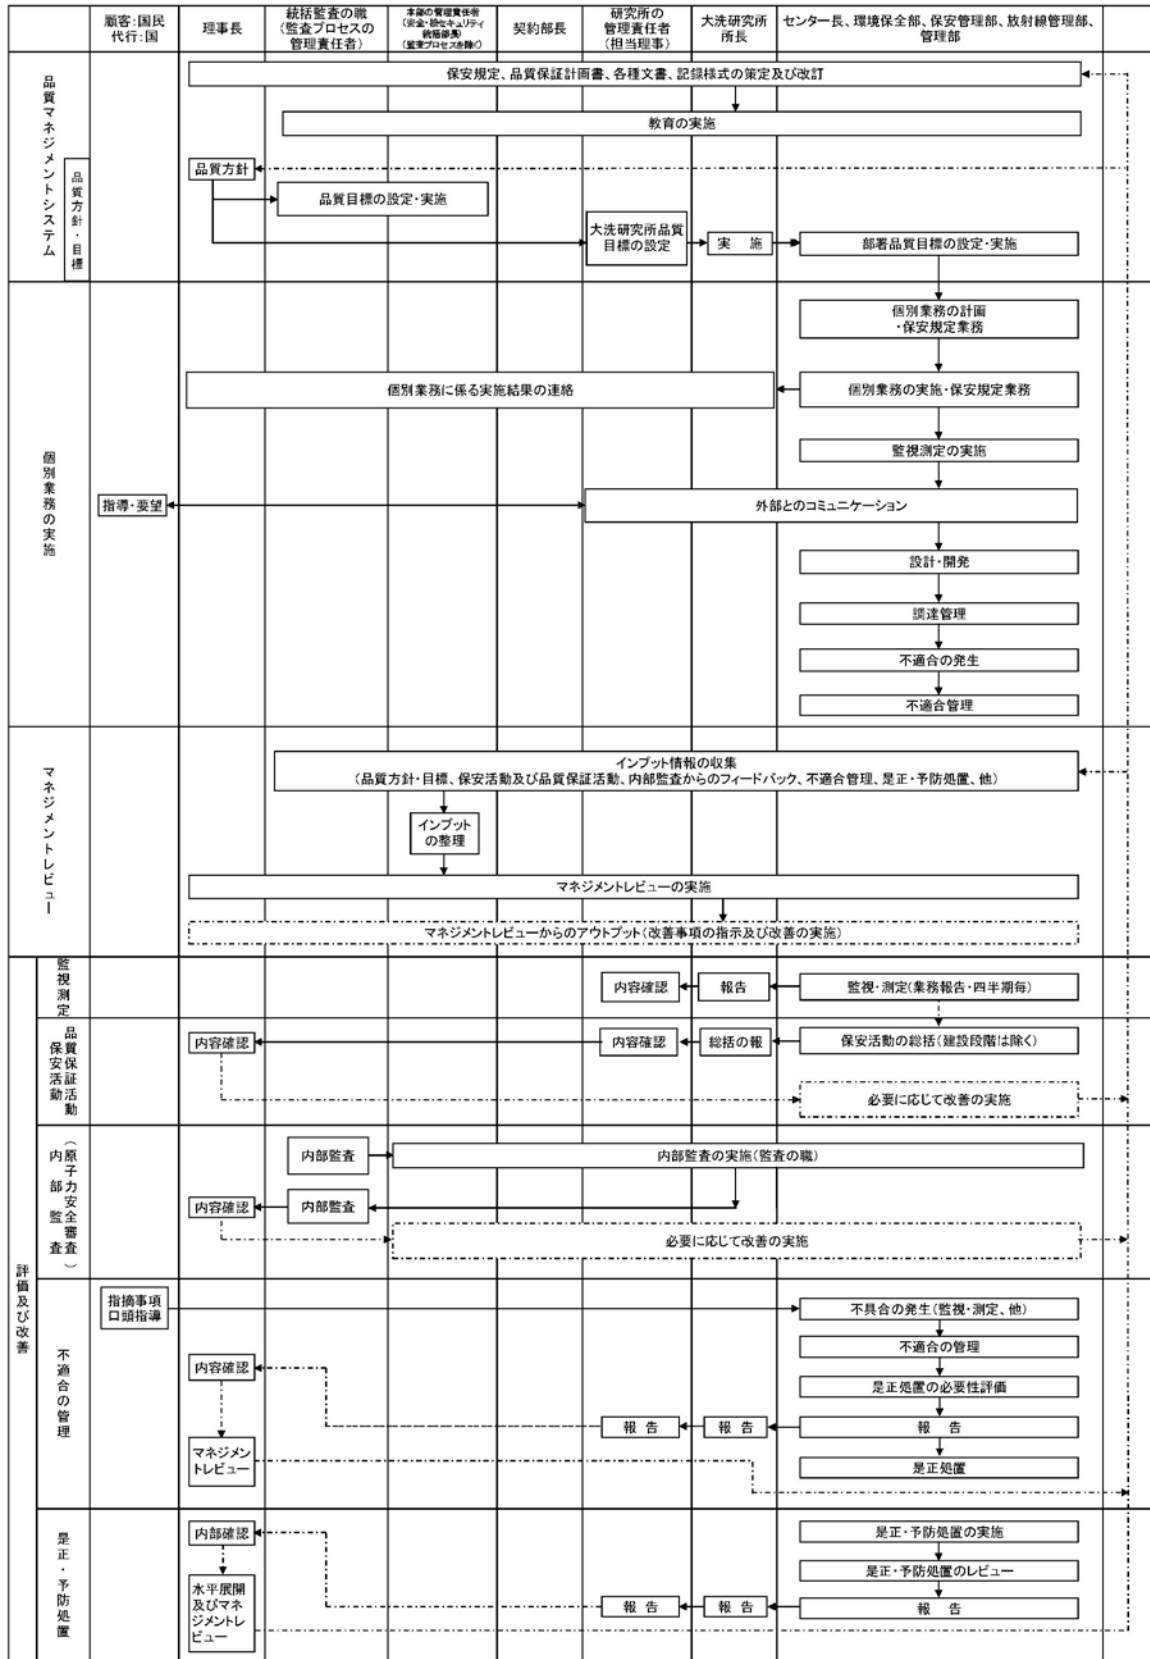 顧客:国民
代行:国
理事長
統括監査の職
(監査プロセスの
管理責任者)
本部の管理責任者
(安全・核セキュリティ
統括部長)
(監査プロセスを除く)
契約部長
研究所の
管理責任者
(担当理事)
大洗研究所
所長
センター長、環境保全部、保安管理部、放射線管理部、
管理部
品質マネジメントシステム
品質方針・目標
保安規定、品質保証計画書、各種文書、記録様式の策定及び改訂
教育の実施
品質方針
品質目標の設定・実施
大洗研究所品質
目標の設定
実 施
部署品質目標の設定・実施
個別業務の実施
個別業務の計画
・保安規定業務
個別業務に係る実施結果の連絡
個別業務の実施・保安規定業務
監視測定の実施
指導・要望
外部とのコミュニケーション
設計・開発
調達管理
不適合の発生
不適合管理
マネジメントレビュー
インプット情報の収集
(品質方針・目標、保安活動及び品質保証活動、内部監査からのフィードバック、不適合管理、是正・予防処置、他)
インプット
の整理
マネジメントレビューの実施
マネジメントレビューからのアウトプット(改善事項の指示及び改善の実施)
評価及び改善
監視測定
内容確認
報告
監視・測定(業務報告・四半期毎)
品質保証活動
保安活動
内容確認
内容確認
総括の報
保安活動の総括(建設段階は除く)
必要に応じて改善の実施
(原子力安全審査)
内部監査
内部監査
内部監査の実施(監査の職)
内容確認
内部監査
必要に応じて改善の実施
不適合の管理
指摘事項
口頭指導
不具合の発生(監視・測定、他)
不適合の管理
内容確認
是正処置の必要性評価
報 告
報 告
報 告
マネジメン
トレビュー
是正処置
是正・予防処置
内部確認
是正・予防処置の実施
是正・予防処置のレビュー
水平展開
及びマネ
ジメントレ
ビュー
報 告
報 告
報 告